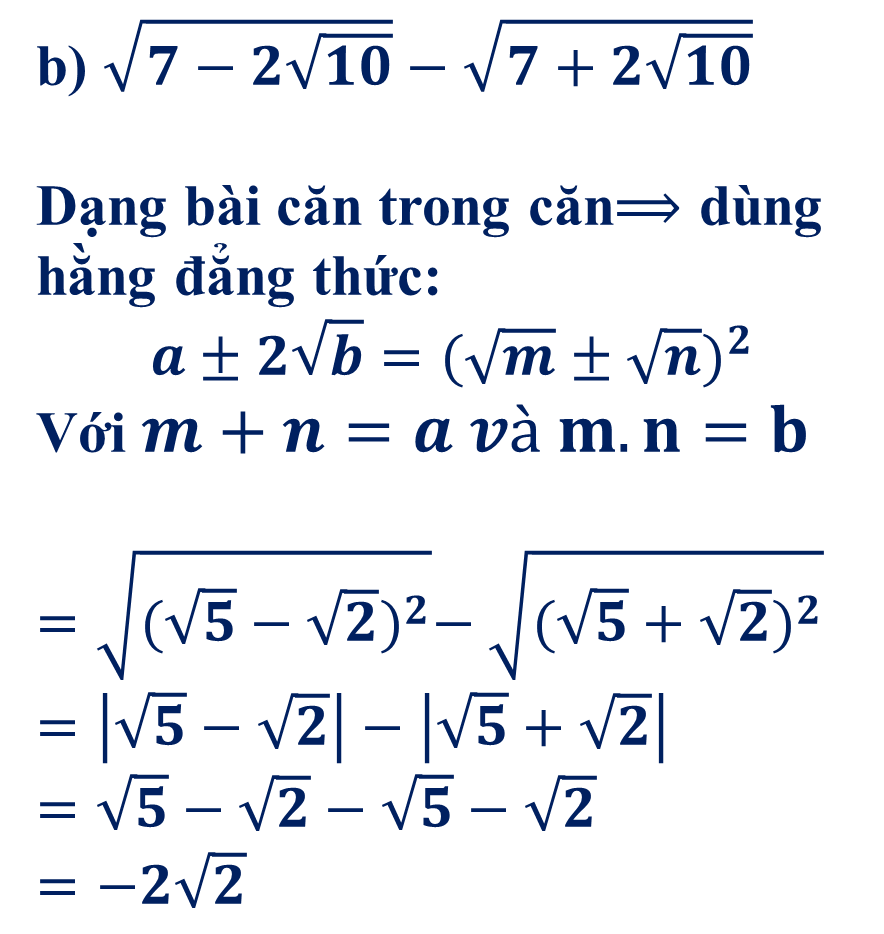 b) √(7 − 2√10) − √(7 + 2√10)
Dạng bài căn trong căn⟹ dùng
hằng đẳng thức:
a ± 2√b = (√m ± √n)²
Với m + n = a và m. n = b
= √((√5 − √2)²) − √((√5 + √2)²)
= |√5 − √2| − |√5 + √2|
= √5 − √2 − √5 − √2
= −2√2